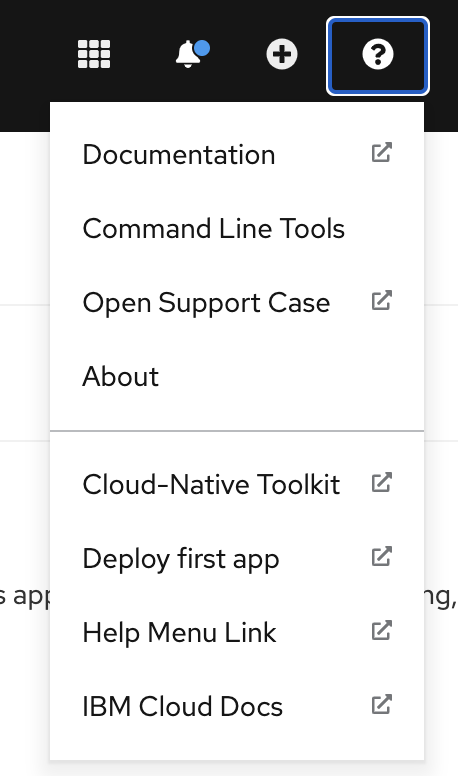 Documentation
Command Line Tools
Open Support Case
About
Cloud-Native Toolkit
Deploy first app
s app
ng,
Help Menu Link
IBM Cloud Docs